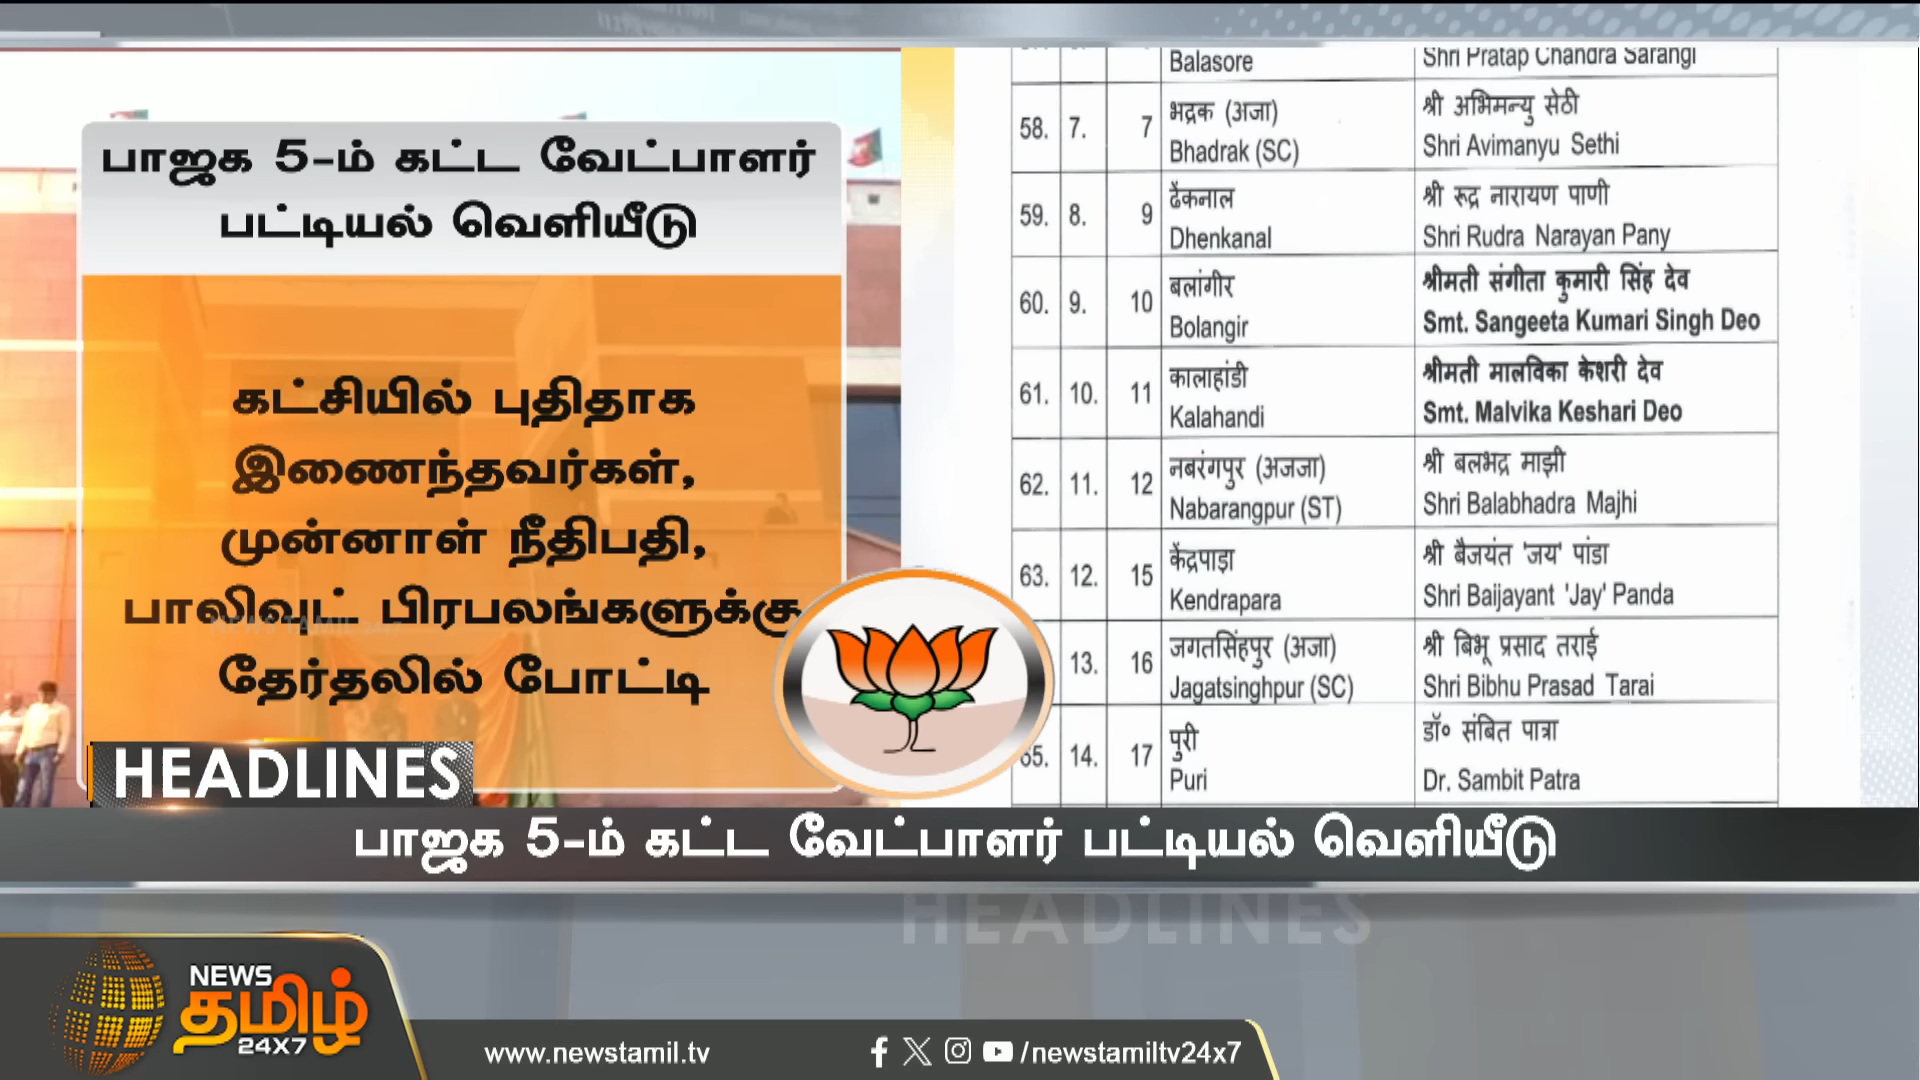 பாஜக 5-ம் கட்ட வேட்பாளர்
பட்டியல் வெளியீடு
கட்சியில் புதிதாக
இணைந்தவர்கள்,
முன்னாள் நீதிபதி,
பாலிவுட் பிரபலங்களுக்கு
தேர்தலில் போட்டி
Balasore Shri Pratap Chandra Sarangi
58. 7. 7 भद्रक (अजा) श्री अभिमन्यु सेठी
Bhadrak (SC) Shri Avimanyu Sethi
59. 8. 9 ढेंकनाल श्री रूद्र नारायण पाणी
Dhenkanal Shri Rudra Narayan Pany
60. 9. 10 बलांगीर श्रीमती संगीता कुमारी सिंह देव
Bolangir Smt. Sangeeta Kumari Singh Deo
61. 10. 11 कालाहांडी श्रीमती मालविका केशरी देव
Kalahandi Smt. Malvika Keshari Deo
62. 11. 12 नबरंगपुर (अजजा) श्री बलभद्र माझी
Nabarangpur (ST) Shri Balabhadra Majhi
63. 12. 15 केंद्रपाड़ा श्री बैजयंत 'जय' पांडा
Kendrapara Shri Baijayant 'Jay' Panda
13. 16 जगतसिंहपुर (अजा) श्री बिभू प्रसाद तराई
Jagatsinghpur (SC) Shri Bibhu Prasad Tarai
65. 14. 17 पुरी डॉ० संबित पात्रा
Puri Dr. Sambit Patra
HEADLINES
பாஜக 5-ம் கட்ட வேட்பாளர் பட்டியல் வெளியீடு
HEADLINES
NEWS
தமிழ்
24X7
www.newstamil.tv
/newstamiltv24x7